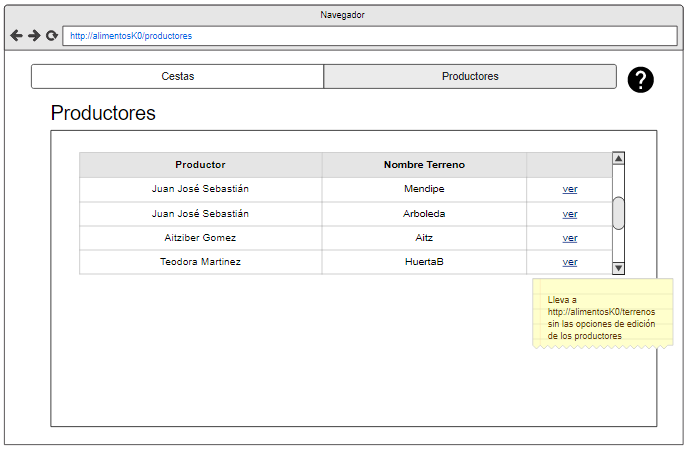 Navegador
http://alimentosK0/productores
Cestas Productores ?
Productores
Productor Nombre Terreno
Juan José Sebastián Mendipe ver
Juan José Sebastián Arboleda ver
Aitziber Gomez Aitz ver
Teodora Martinez HuertaB ver
Lleva a
http://alimentosK0/terrenos
sin las opciones de edición
de los productores